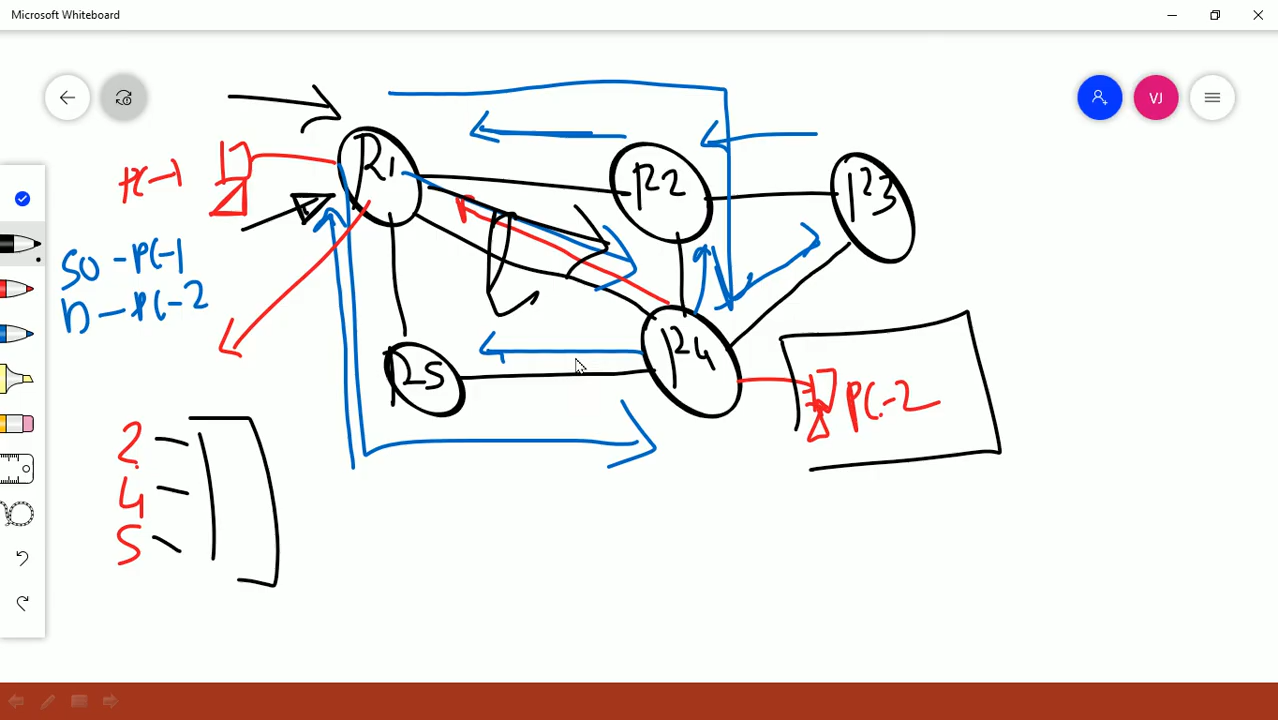 Microsoft Whiteboard
VJ
R1
R2
R3
PC-1
SO - PC-1
D - PC-2
R4
R5
PC-2
2
4
5